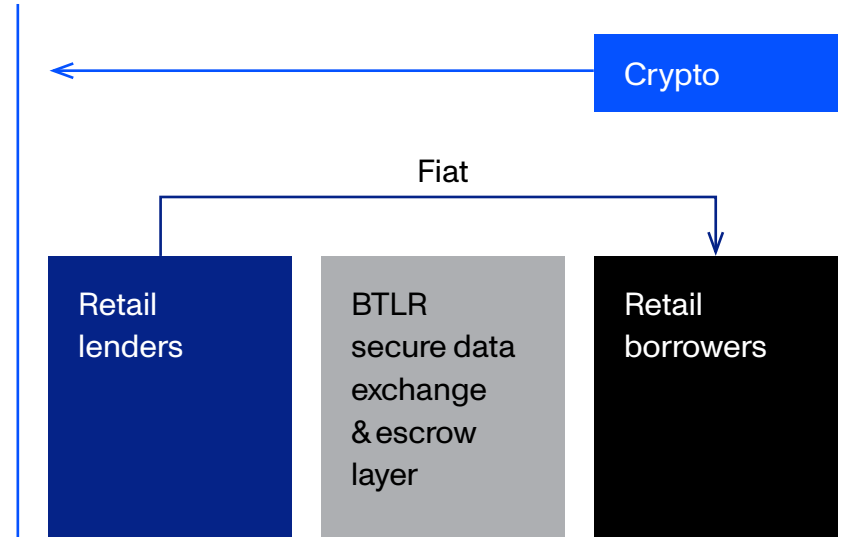 Crypto
Fiat
Retail
lenders
BTLR
secure data
exchange
& escrow
layer
Retail
borrowers